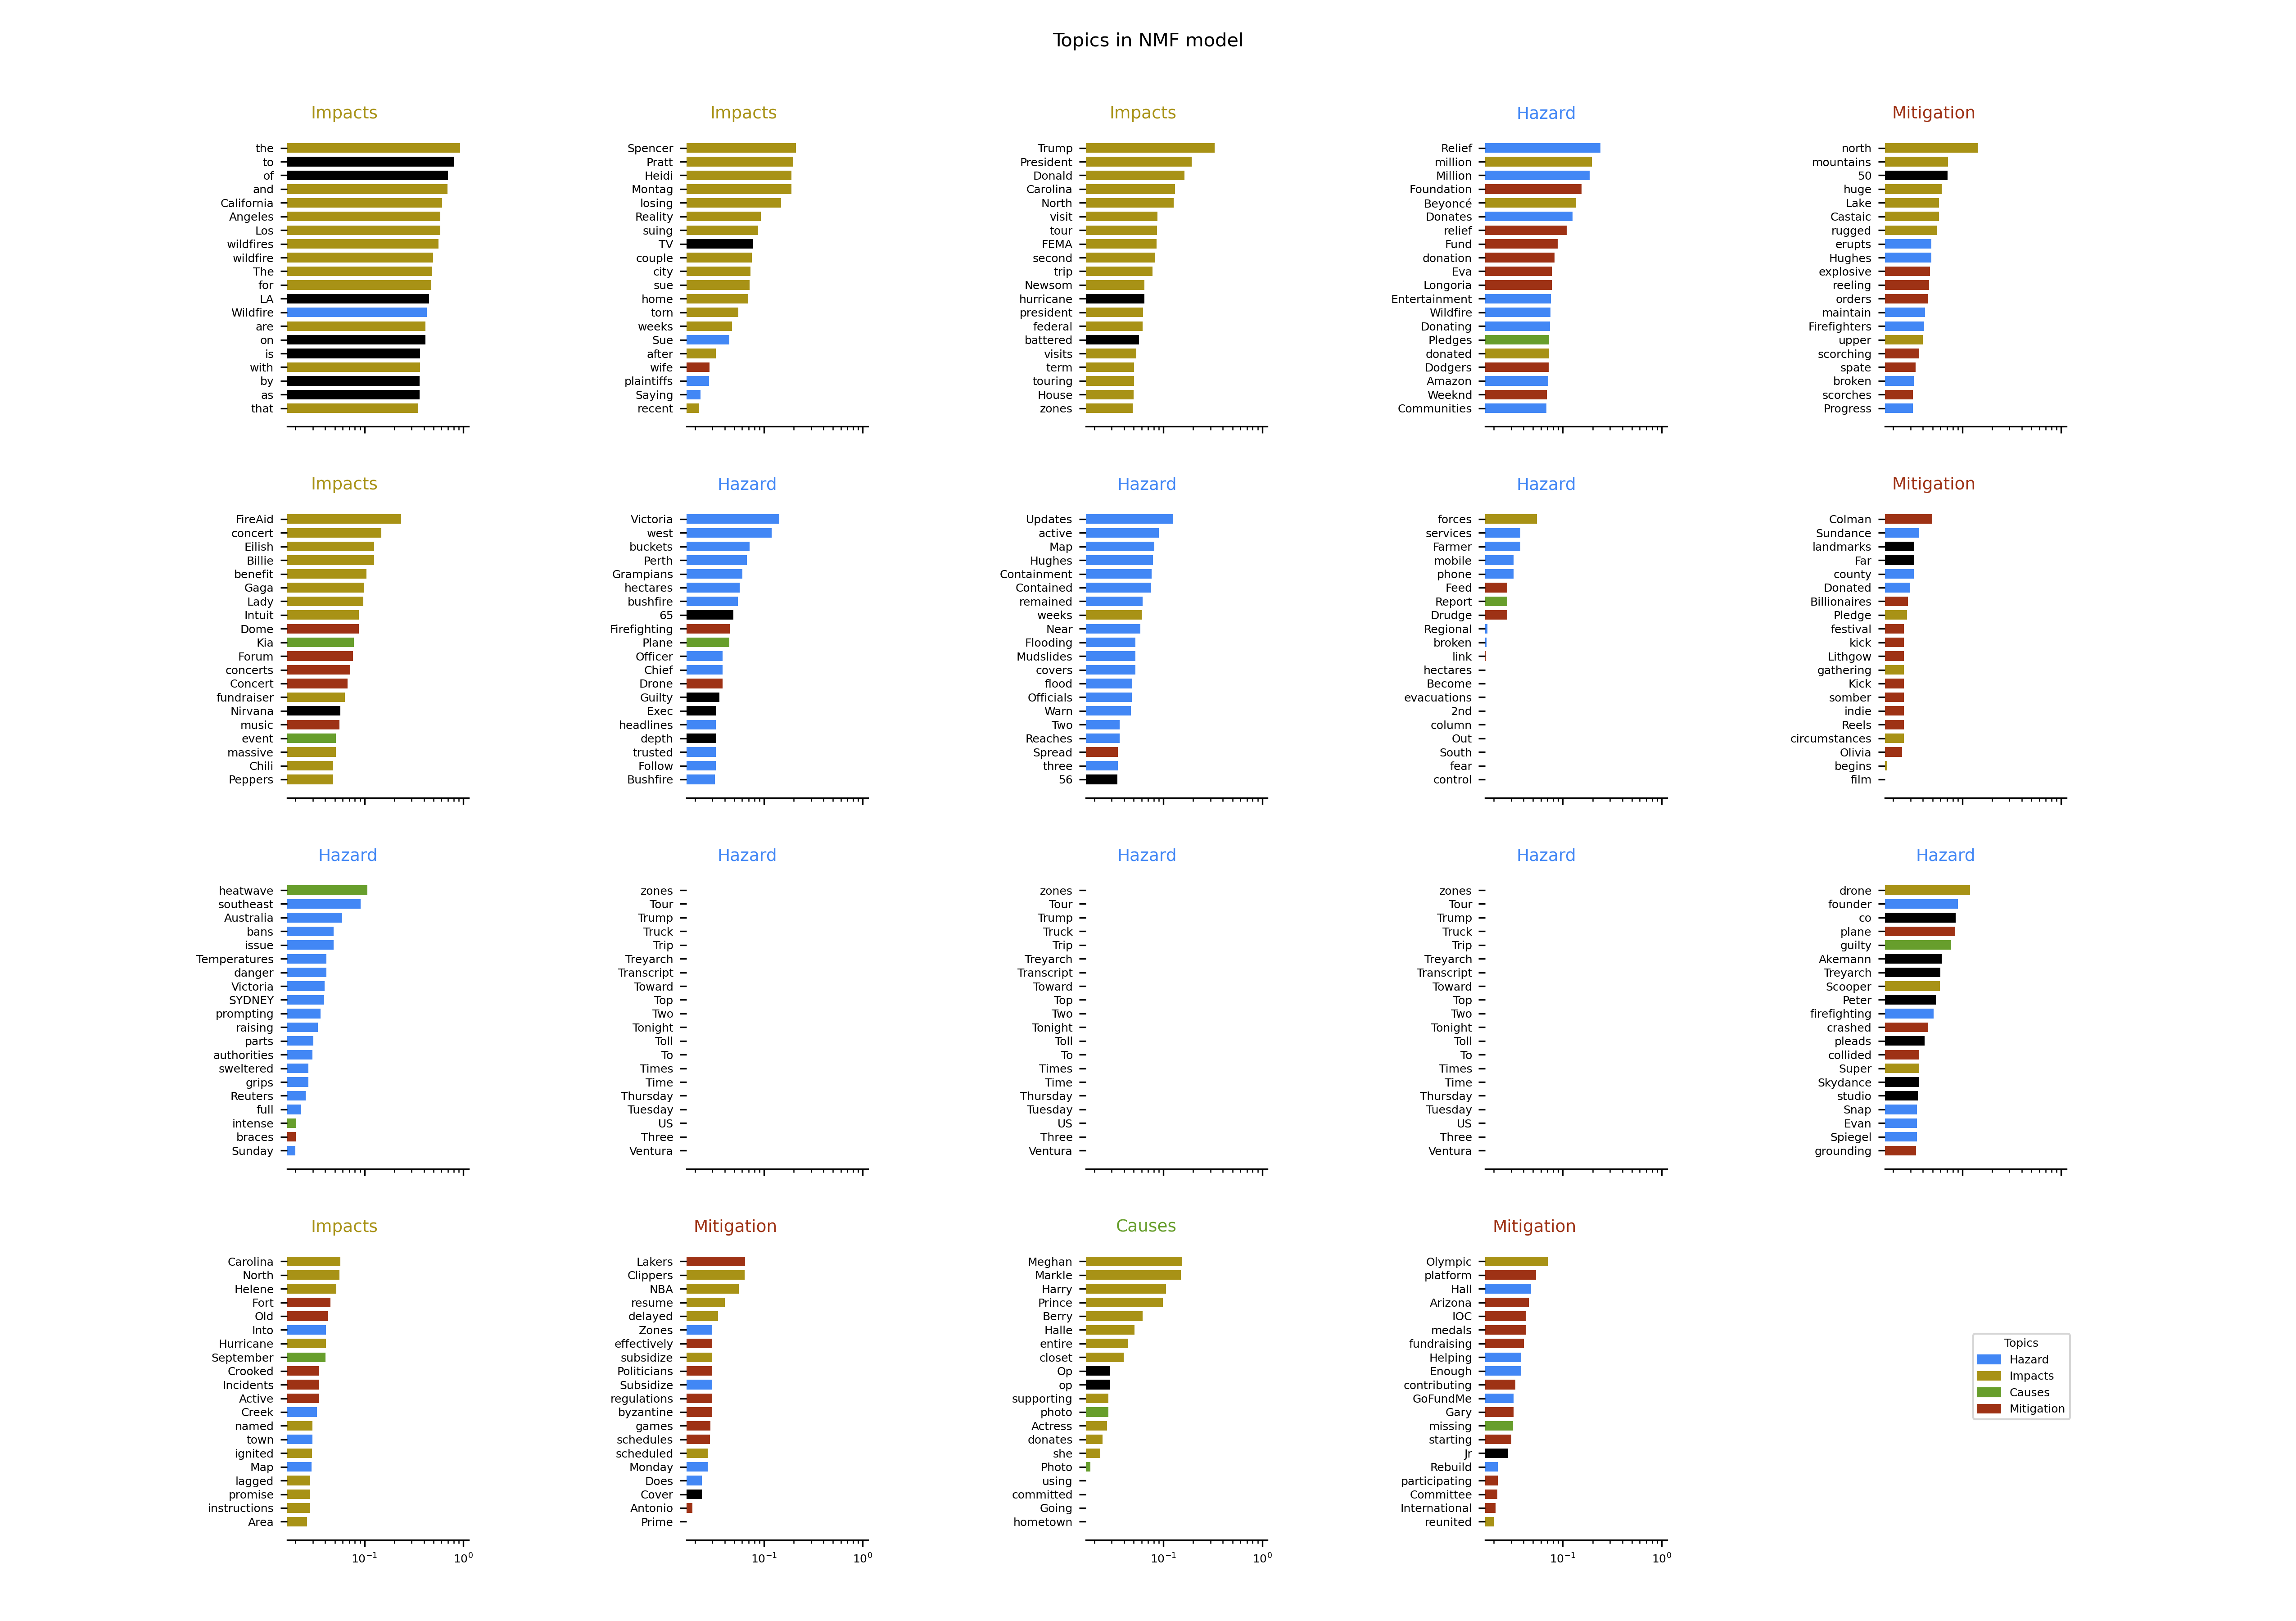 Topics in NMF model
Impacts
the
to
of
and
California
Angeles
Los
wildfires
wildfire
The
for
LA
Wildfire
are
on
is
with
by
as
that
Impacts
Spencer
Pratt
Heidi
Montag
losing
Reality
suing
TV
couple
city
sue
home
torn
weeks
Sue
after
wife
plaintiffs
Saying
recent
Impacts
Trump
President
Donald
Carolina
North
visit
tour
FEMA
second
trip
Newsom
hurricane
president
federal
battered
visits
term
touring
House
zones
Hazard
Relief
million
Million
Foundation
Beyoncé
Donates
relief
Fund
donation
Eva
Longoria
Entertainment
Wildfire
Donating
Pledges
donated
Dodgers
Amazon
Weeknd
Communities
Mitigation
north
mountains
50
huge
Lake
Castaic
rugged
erupts
Hughes
explosive
reeling
orders
maintain
Firefighters
upper
scorching
spate
broken
scorches
Progress
Impacts
FireAid
concert
Eilish
Billie
benefit
Gaga
Lady
Intuit
Dome
Kia
Forum
concerts
Concert
fundraiser
Nirvana
music
event
massive
Chili
Peppers
Hazard
Victoria
west
buckets
Perth
Grampians
hectares
bushfire
65
Firefighting
Plane
Officer
Chief
Drone
Guilty
Exec
headlines
depth
trusted
Follow
Bushfire
Hazard
Updates
active
Map
Hughes
Containment
Contained
remained
weeks
Near
Flooding
Mudslides
covers
flood
Officials
Warn
Two
Reaches
Spread
three
56
Hazard
forces
services
Farmer
mobile
phone
Feed
Report
Drudge
Regional
broken
link
hectares
Become
evacuations
2nd
column
Out
South
fear
control
Mitigation
Colman
Sundance
landmarks
Far
county
Donated
Billionaires
Pledge
festival
kick
Lithgow
gathering
Kick
somber
indie
Reels
circumstances
Olivia
begins
film
Hazard
heatwave
southeast
Australia
bans
issue
Temperatures
danger
Victoria
SYDNEY
prompting
raising
parts
authorities
sweltered
grips
Reuters
full
intense
braces
Sunday
Hazard
zones
Tour
Trump
Truck
Trip
Treyarch
Transcript
Toward
Top
Two
Tonight
Toll
To
Times
Time
Thursday
Tuesday
US
Three
Ventura
Hazard
zones
Tour
Trump
Truck
Trip
Treyarch
Transcript
Toward
Top
Two
Tonight
Toll
To
Times
Time
Thursday
Tuesday
US
Three
Ventura
Hazard
zones
Tour
Trump
Truck
Trip
Treyarch
Transcript
Toward
Top
Two
Tonight
Toll
To
Times
Time
Thursday
Tuesday
US
Three
Ventura
Hazard
drone
founder
co
plane
guilty
Akemann
Treyarch
Scooper
Peter
firefighting
crashed
pleads
collided
Super
Skydance
studio
Snap
Evan
Spiegel
grounding
Impacts
Carolina
North
Helene
Fort
Old
Into
Hurricane
September
Crooked
Incidents
Active
Creek
named
town
ignited
Map
lagged
promise
instructions
Area
10⁻¹ 10⁰
Mitigation
Lakers
Clippers
NBA
resume
delayed
Zones
effectively
subsidize
Politicians
Subsidize
regulations
byzantine
games
schedules
scheduled
Monday
Does
Cover
Antonio
Prime
10⁻¹ 10⁰
Causes
Meghan
Markle
Harry
Prince
Berry
Halle
entire
closet
Op
op
supporting
photo
Actress
donates
she
Photo
using
committed
Going
hometown
10⁻¹ 10⁰
Mitigation
Olympic
platform
Hall
Arizona
IOC
medals
fundraising
Helping
Enough
contributing
GoFundMe
Gary
missing
starting
Jr
Rebuild
participating
Committee
International
reunited
10⁻¹ 10⁰
Topics
Hazard
Impacts
Causes
Mitigation